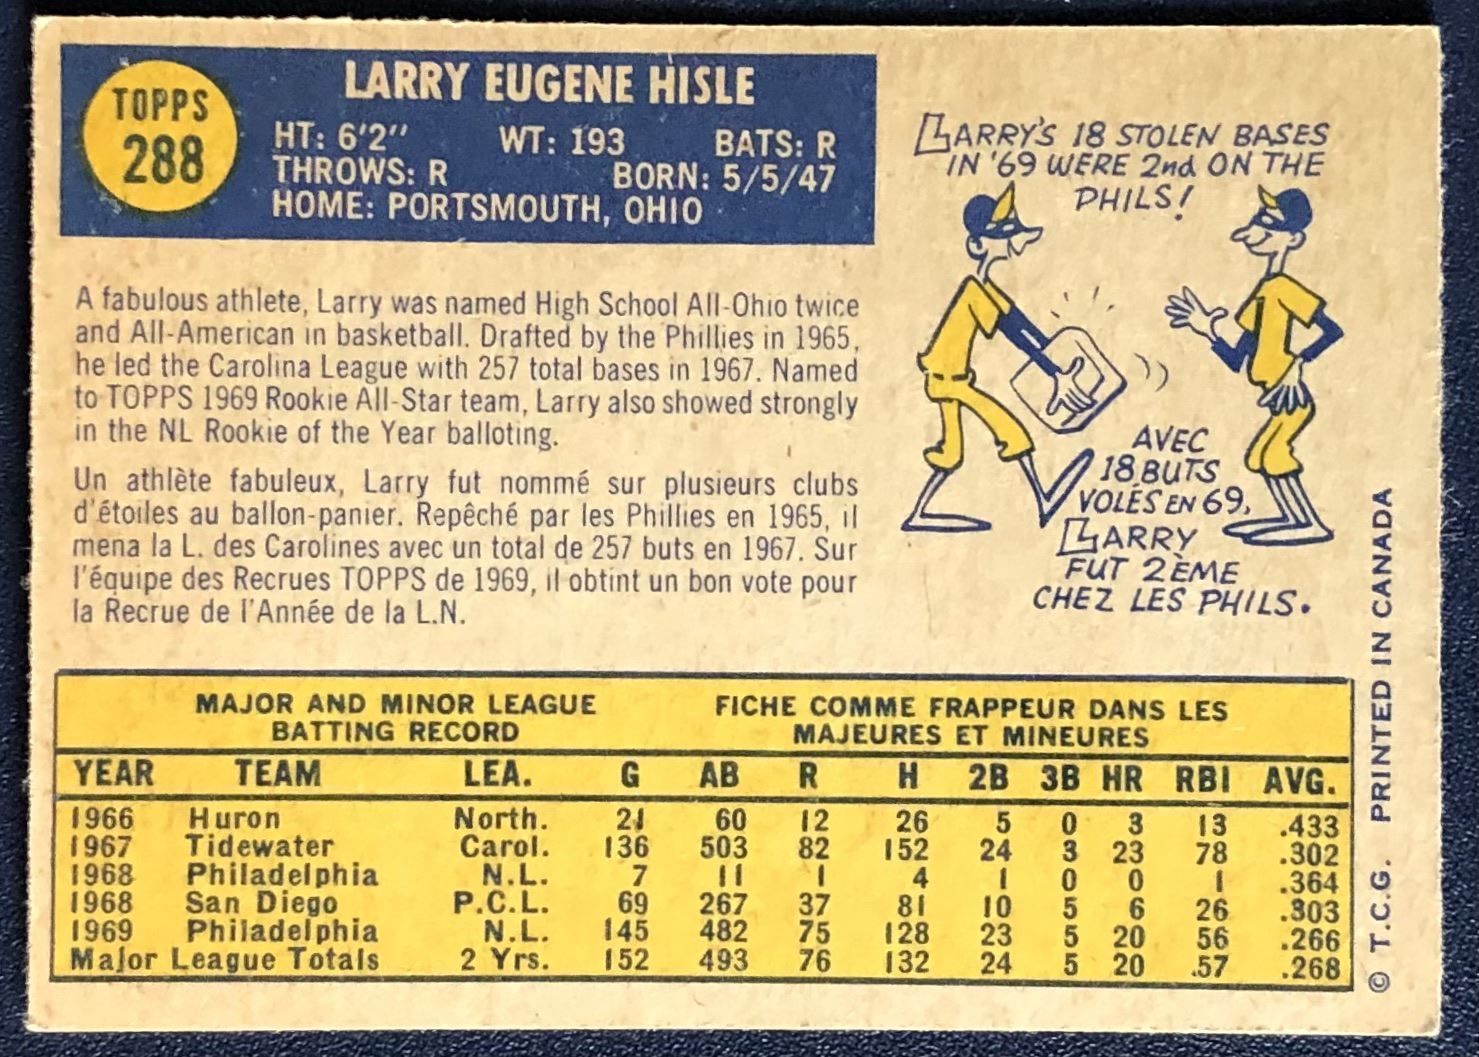 TOPPS
288
LARRY EUGENE HISLE
HT: 6'2" WT: 193 BATS: R
THROWS: R BORN: 5/5/47
HOME: PORTSMOUTH, OHIO
A fabulous athlete, Larry was named High School All-Ohio twice
and All-American in basketball. Drafted by the Phillies in 1965,
he led the Carolina League with 257 total bases in 1967. Named
to TOPPS 1969 Rookie All-Star team, Larry also showed strongly
in the NL Rookie of the Year balloting.
Un athlète fabuleux, Larry fut nommé sur plusieurs clubs
d'étoiles au ballon-panier. Repêché par les Phillies en 1965, il
mena la L. des Carolines avec un total de 257 buts en 1967. Sur
l'équipe des Recrues TOPPS de 1969, il obtint un bon vote pour
la Recrue de l'Année de la L.N.
LARRY'S 18 STOLEN BASES
IN '69 WERE 2nd ON THE
PHILS!
AVEC
18 BUTS
VOLÉS EN 69,
LARRY
FUT 2ÈME
CHEZ LES PHILS.
MAJOR AND MINOR LEAGUE
BATTING RECORD
FICHE COMME FRAPPEUR DANS LES
MAJEURES ET MINEURES
YEAR TEAM LEA. G AB R H 2B 3B HR RBI AVG.
1966 Huron North. 21 60 12 26 5 0 3 13 .433
1967 Tidewater Carol. 136 503 82 152 24 3 23 78 .302
1968 Philadelphia N.L. 7 11 1 4 1 0 0 1 .364
1968 San Diego P.C.L. 69 267 37 81 10 5 6 26 .303
1969 Philadelphia N.L. 145 482 75 128 23 5 20 56 .266
Major League Totals 2 Yrs. 152 493 76 132 24 5 20 57 .268
© T.C.G. PRINTED IN CANADA